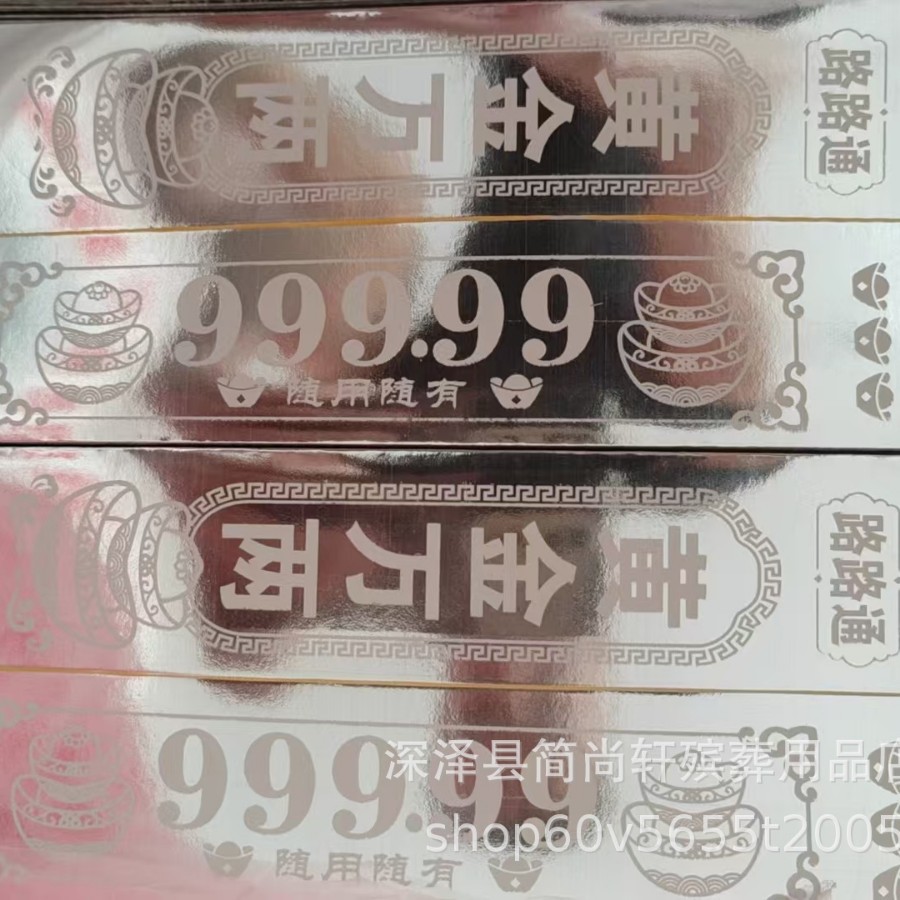 黄金万两
路路通
999.99
随用随有
黄金万两
路路通
999.99
随用随有
深泽县简尚轩殡葬用品
shop60v5655t2005